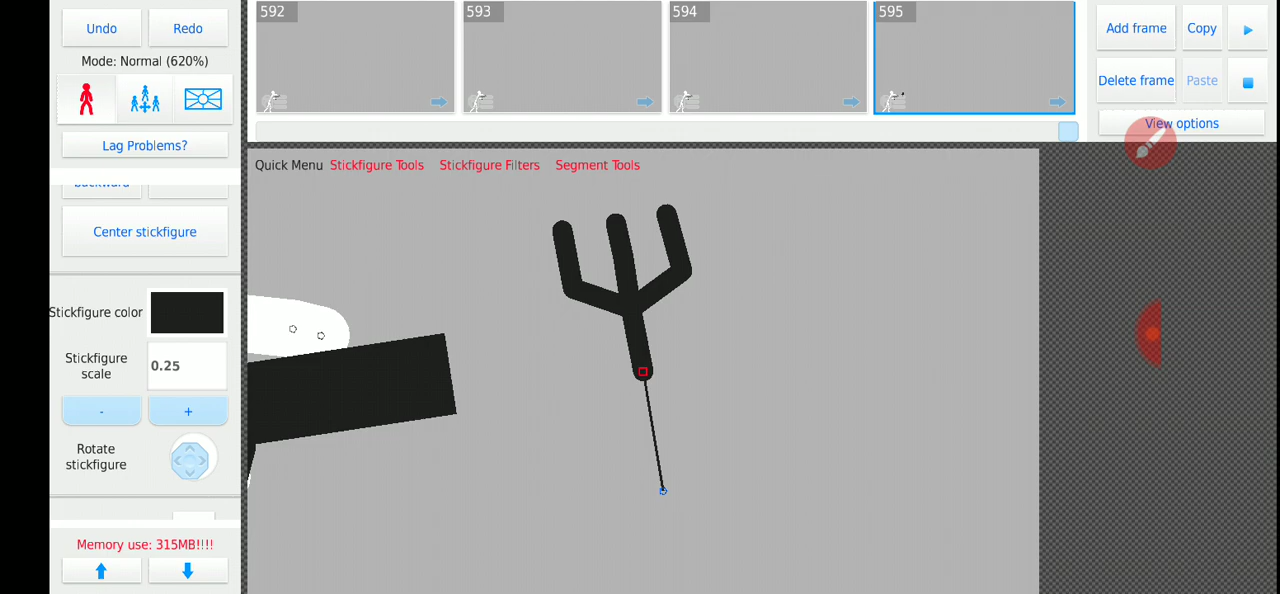 Undo
Redo
Mode: Normal (620%)
Lag Problems?
Center stickfigure
Stickfigure color
Stickfigure
scale
0.25
-
+
Rotate
stickfigure
Memory use: 315MB!!!!
592
593
594
595
Add frame
Copy
Delete frame
Paste
View options
Quick Menu
Stickfigure Tools
Stickfigure Filters
Segment Tools